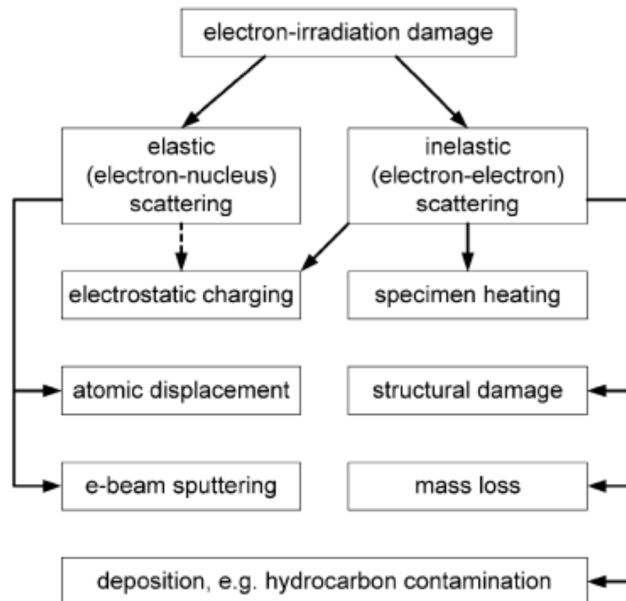 electron-irradiation damage
elastic
(electron-nucleus)
scattering
inelastic
(electron-electron)
scattering
electrostatic charging
specimen heating
atomic displacement
structural damage
e-beam sputtering
mass loss
deposition, e.g. hydrocarbon contamination